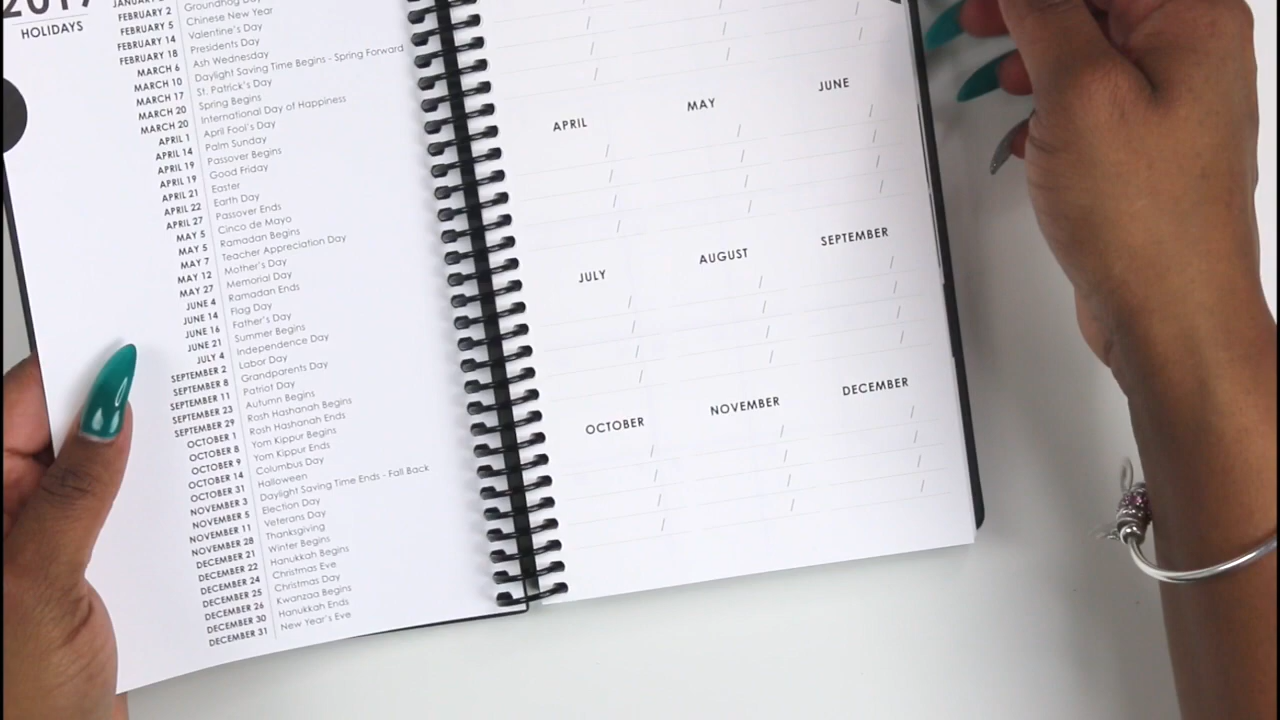 HOLIDAYS
FEBRUARY 2 Groundhog Day
FEBRUARY 5 Chinese New Year
FEBRUARY 14 Valentine's Day
FEBRUARY 18 Presidents Day
MARCH 6 Ash Wednesday
MARCH 10 Daylight Saving Time Begins - Spring Forward
MARCH 17 St. Patrick's Day
MARCH 20 Spring Begins
MARCH 20 International Day of Happiness
APRIL 1 April Fool's Day
APRIL 14 Palm Sunday
APRIL 19 Passover Begins
APRIL 19 Good Friday
APRIL 21 Easter
APRIL 22 Earth Day
APRIL 27 Passover Ends
MAY 5 Cinco de Mayo
MAY 5 Ramadan Begins
MAY 7 Teacher Appreciation Day
MAY 12 Mother's Day
MAY 27 Memorial Day
JUNE 4 Ramadan Ends
JUNE 14 Flag Day
JUNE 16 Father's Day
JUNE 21 Summer Begins
JULY 4 Independence Day
SEPTEMBER 2 Labor Day
SEPTEMBER 8 Grandparents Day
SEPTEMBER 11 Patriot Day
SEPTEMBER 23 Autumn Begins
SEPTEMBER 29 Rosh Hashanah Begins
OCTOBER 1 Rosh Hashanah Ends
OCTOBER 8 Yom Kippur Begins
OCTOBER 9 Yom Kippur Ends
OCTOBER 14 Columbus Day
OCTOBER 31 Halloween
NOVEMBER 3 Daylight Saving Time Ends - Fall Back
NOVEMBER 5 Election Day
NOVEMBER 11 Veterans Day
NOVEMBER 28 Thanksgiving
DECEMBER 21 Winter Begins
DECEMBER 22 Hanukkah Begins
DECEMBER 24 Christmas Eve
DECEMBER 25 Christmas Day
DECEMBER 26 Kwanzaa Begins
DECEMBER 30 Hanukkah Ends
DECEMBER 31 New Year's Eve
APRIL MAY JUNE
JULY AUGUST SEPTEMBER
OCTOBER NOVEMBER DECEMBER